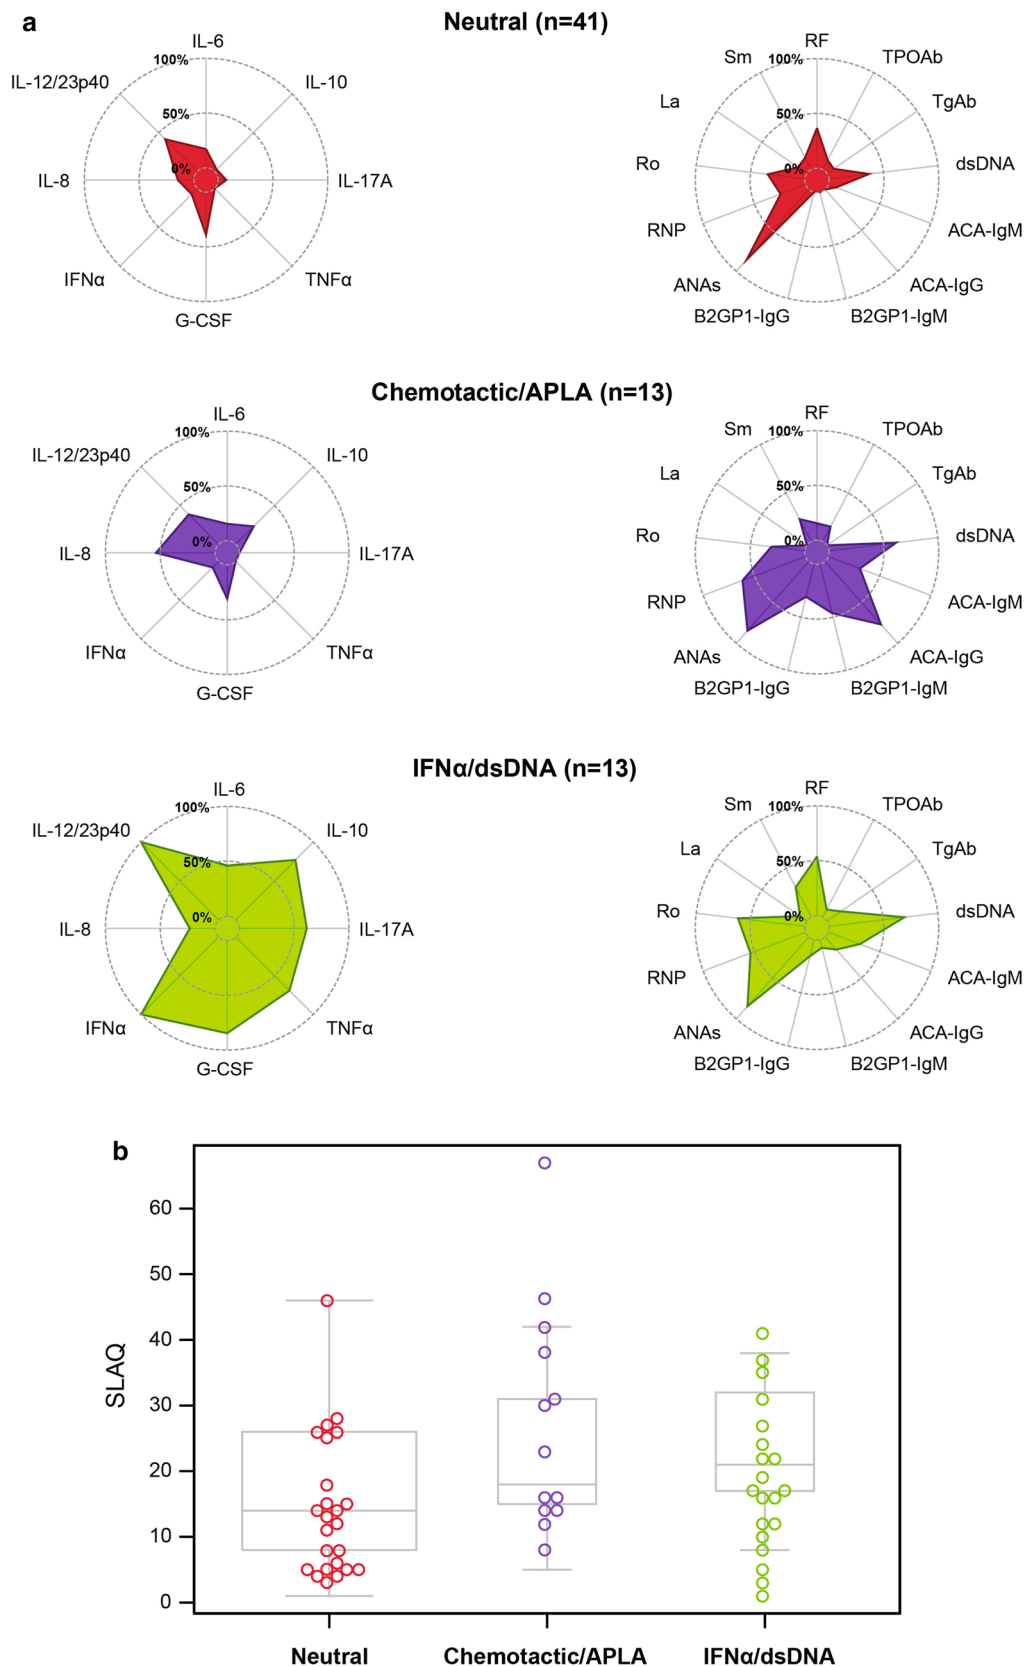 a
Neutral (n=41)
IL-6
100%
IL-12/23p40
IL-10
50%
0%
IL-8
IL-17A
IFNα
TNFα
G-CSF
RF
100%
Sm
TPOAb
La
TgAb
50%
Ro
0%
dsDNA
RNP
ACA-IgM
ANAs
ACA-IgG
B2GP1-IgG
B2GP1-IgM
Chemotactic/APLA (n=13)
IL-6
100%
IL-12/23p40
IL-10
50%
0%
IL-8
IL-17A
IFNα
TNFα
G-CSF
RF
100%
Sm
TPOAb
La
TgAb
50%
Ro
0%
dsDNA
RNP
ACA-IgM
ANAs
ACA-IgG
B2GP1-IgG
B2GP1-IgM
IFNα/dsDNA (n=13)
IL-6
100%
IL-12/23p40
IL-10
50%
0%
IL-8
IL-17A
IFNα
TNFα
G-CSF
RF
100%
Sm
TPOAb
La
TgAb
50%
Ro
0%
dsDNA
RNP
ACA-IgM
ANAs
ACA-IgG
B2GP1-IgG
B2GP1-IgM
b
SLAQ
60
50
40
30
20
10
0
Neutral
Chemotactic/APLA
IFNα/dsDNA